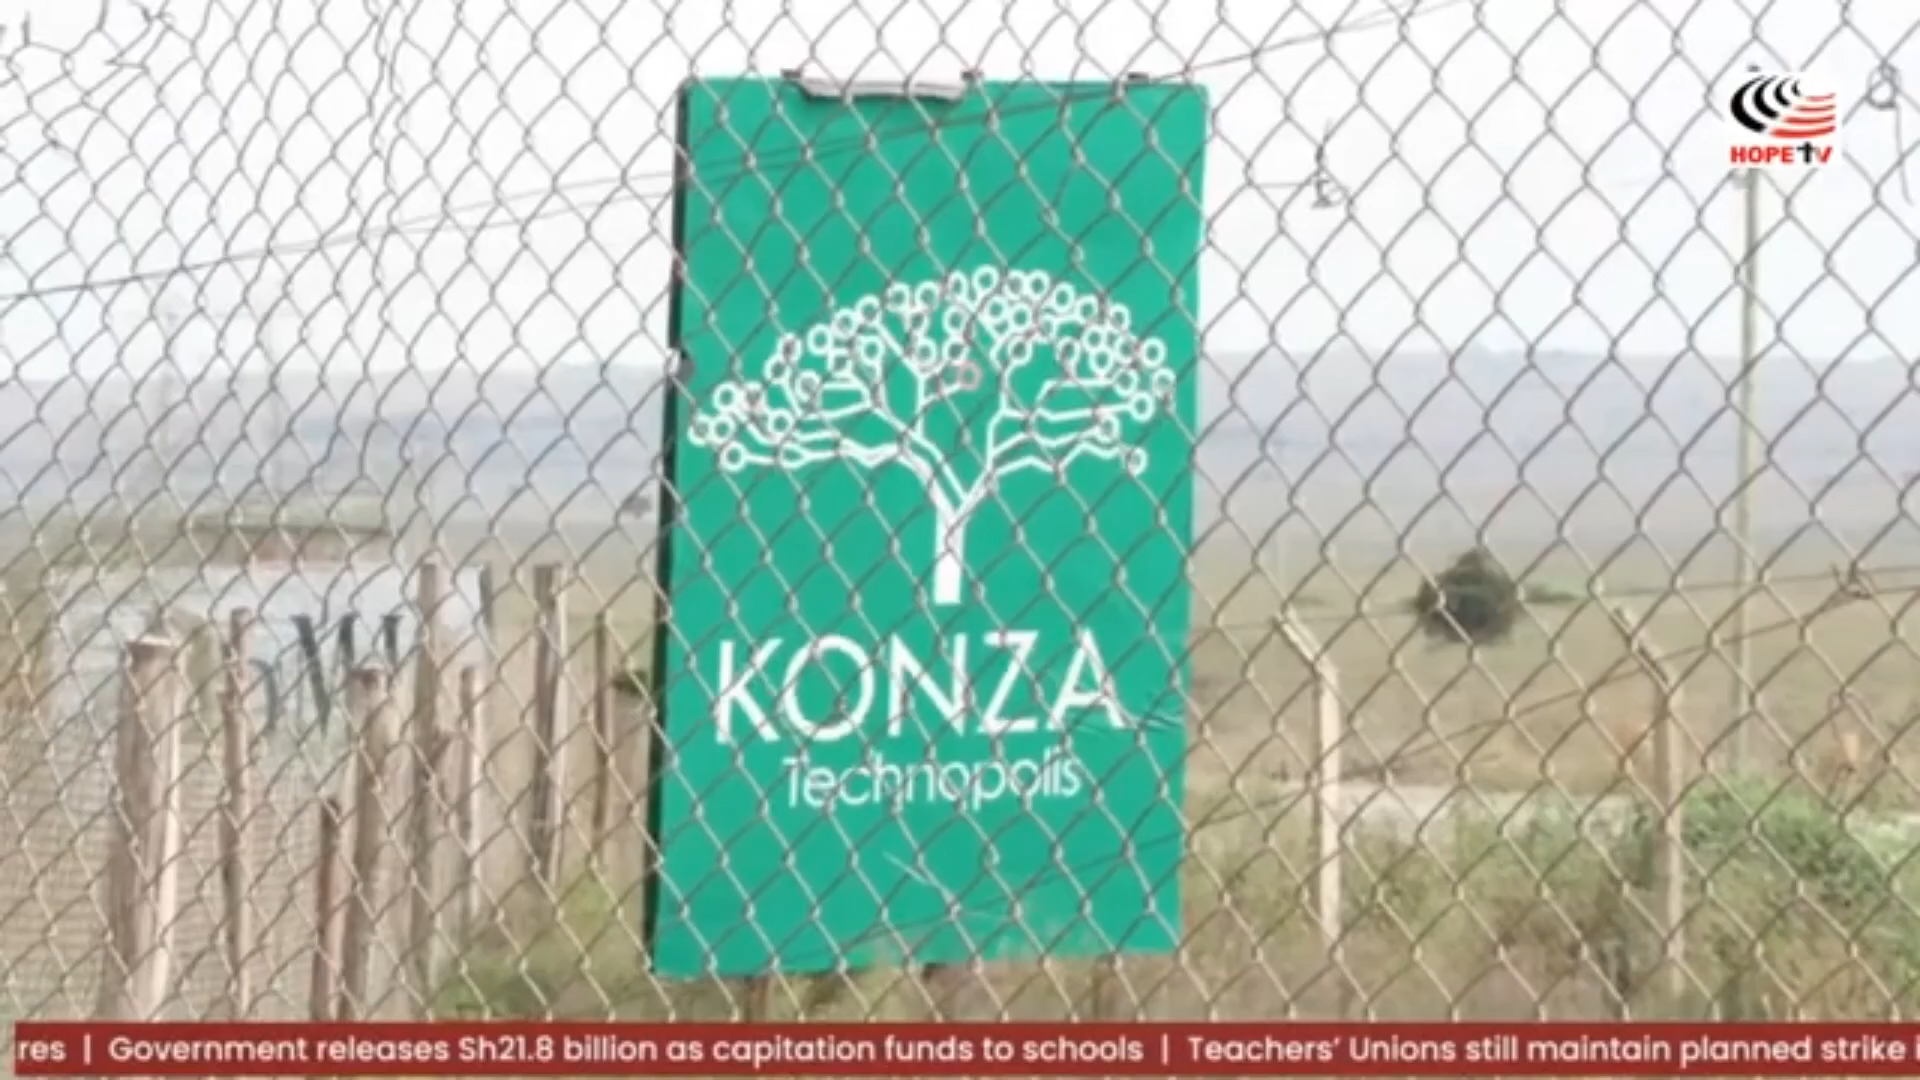 HOPE TV
KONZA
Technopolis
res | Government releases Sh21.8 billion as capitation funds to schools | Teachers' Unions still maintain planned strike i